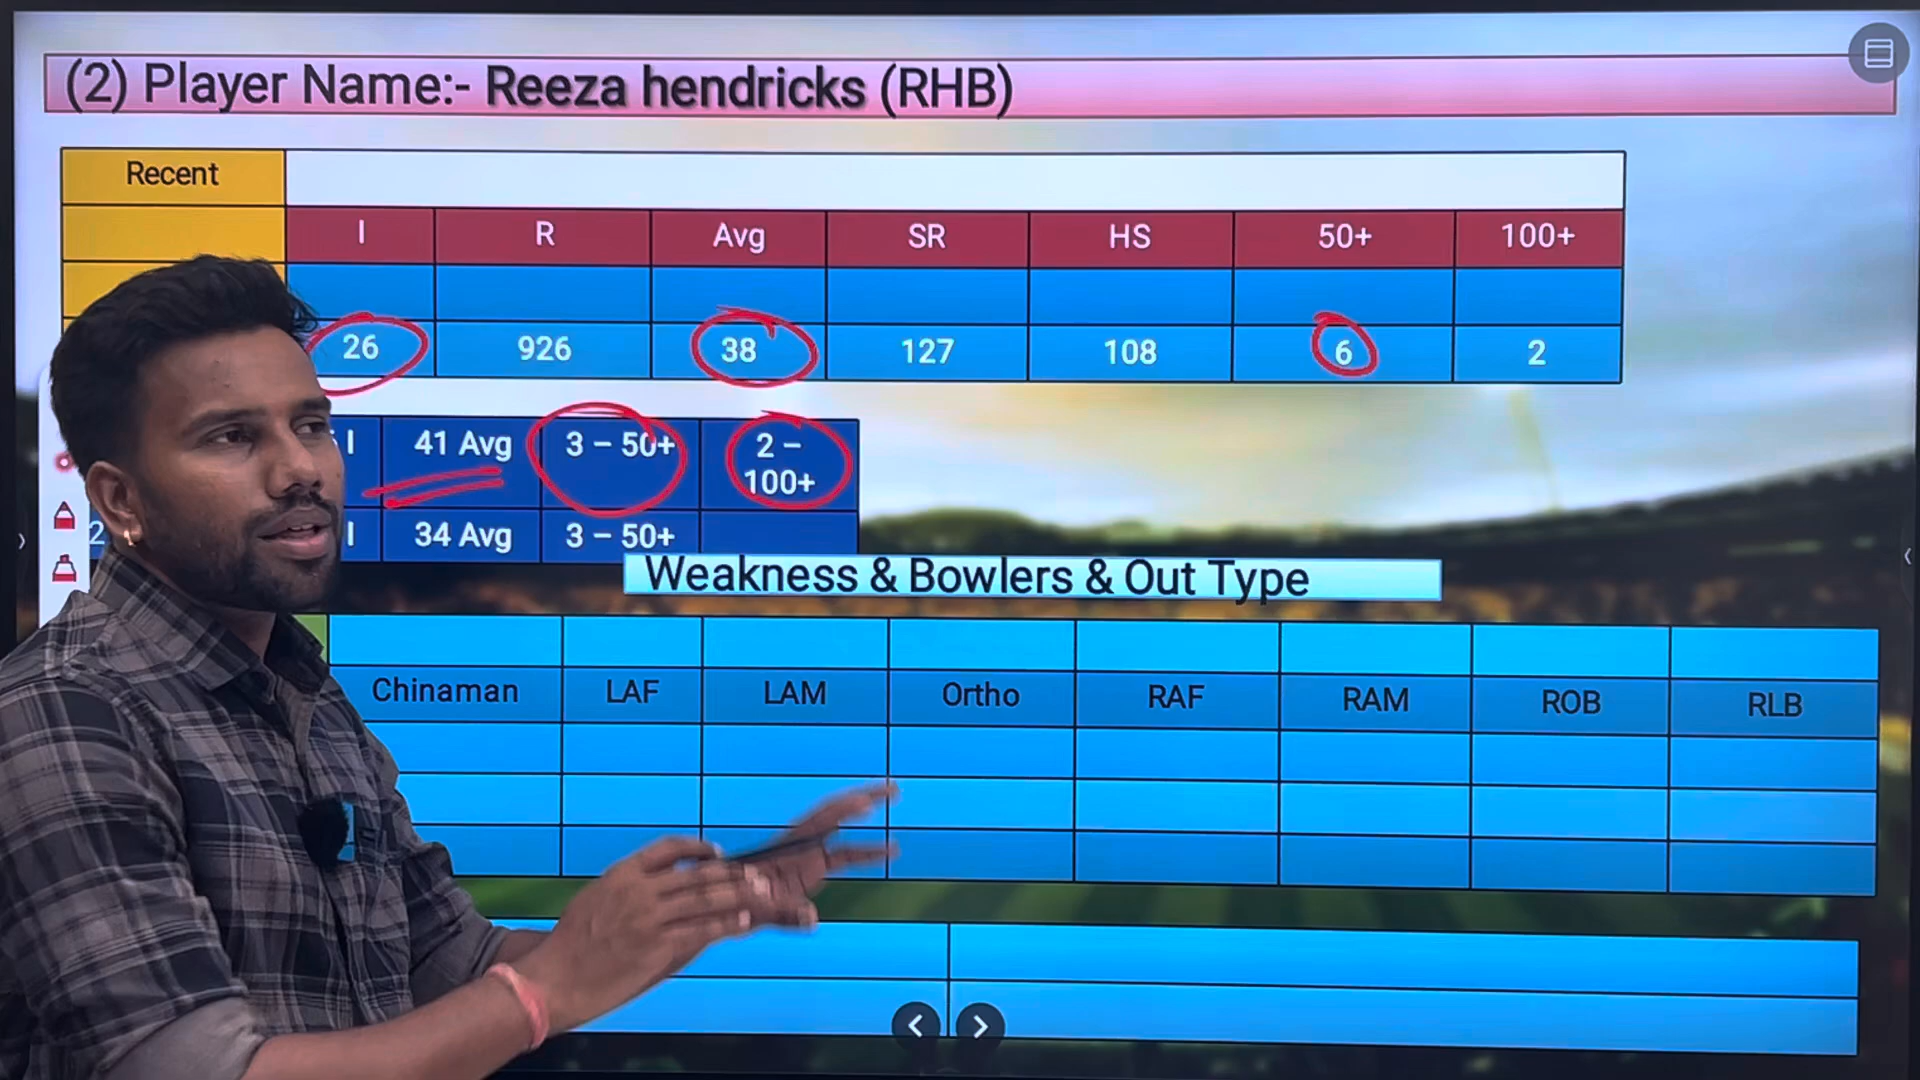 (2) Player Name:- Reeza hendricks (RHB)
Recent
I R Avg SR HS 50+ 100+
26 926 38 127 108 6 2
I 41 Avg 3 – 50+ 2 –
100+
2 I 34 Avg 3 – 50+
Weakness & Bowlers & Out Type
Chinaman LAF LAM Ortho RAF RAM ROB RLB